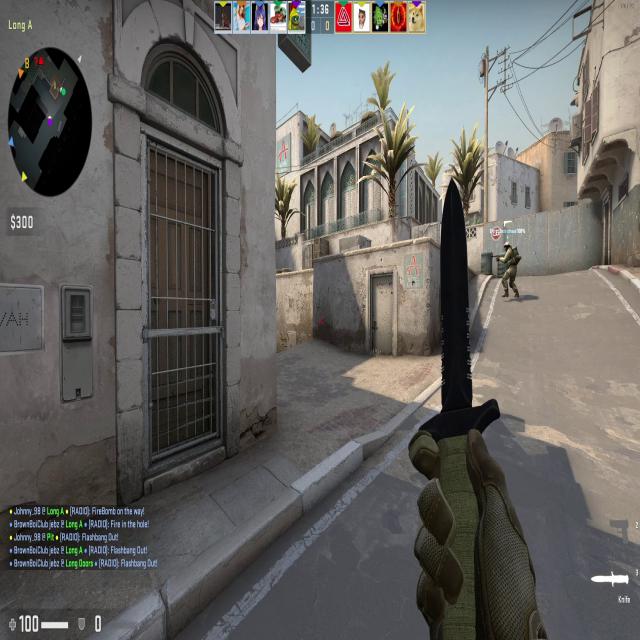 Long A
1:36
0
$300
Johnny_98 @ Long A ● (RADIO): FireBomb on the way!
BrownBoiClub jebz @ Long A ● (RADIO): Fire in the hole!
Johnny_98 @ Pit ● (RADIO): Flashbang Out!
BrownBoiClub jebz @ Long A ● (RADIO): Flashbang Out!
BrownBoiClub jebz @ Long Doors ● (RADIO): Flashbang Out!
100
0
Knife